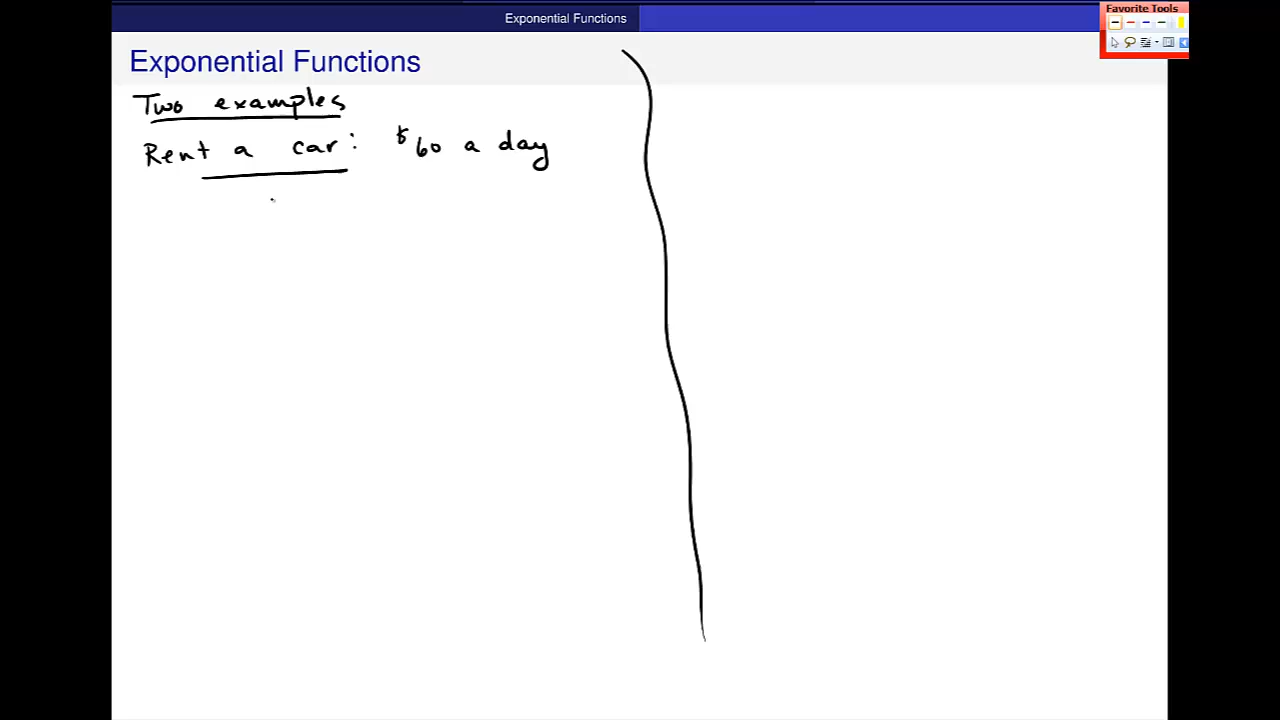 Exponential Functions
Favorite Tools
Exponential Functions
Two examples
Rent a car: $60 a day